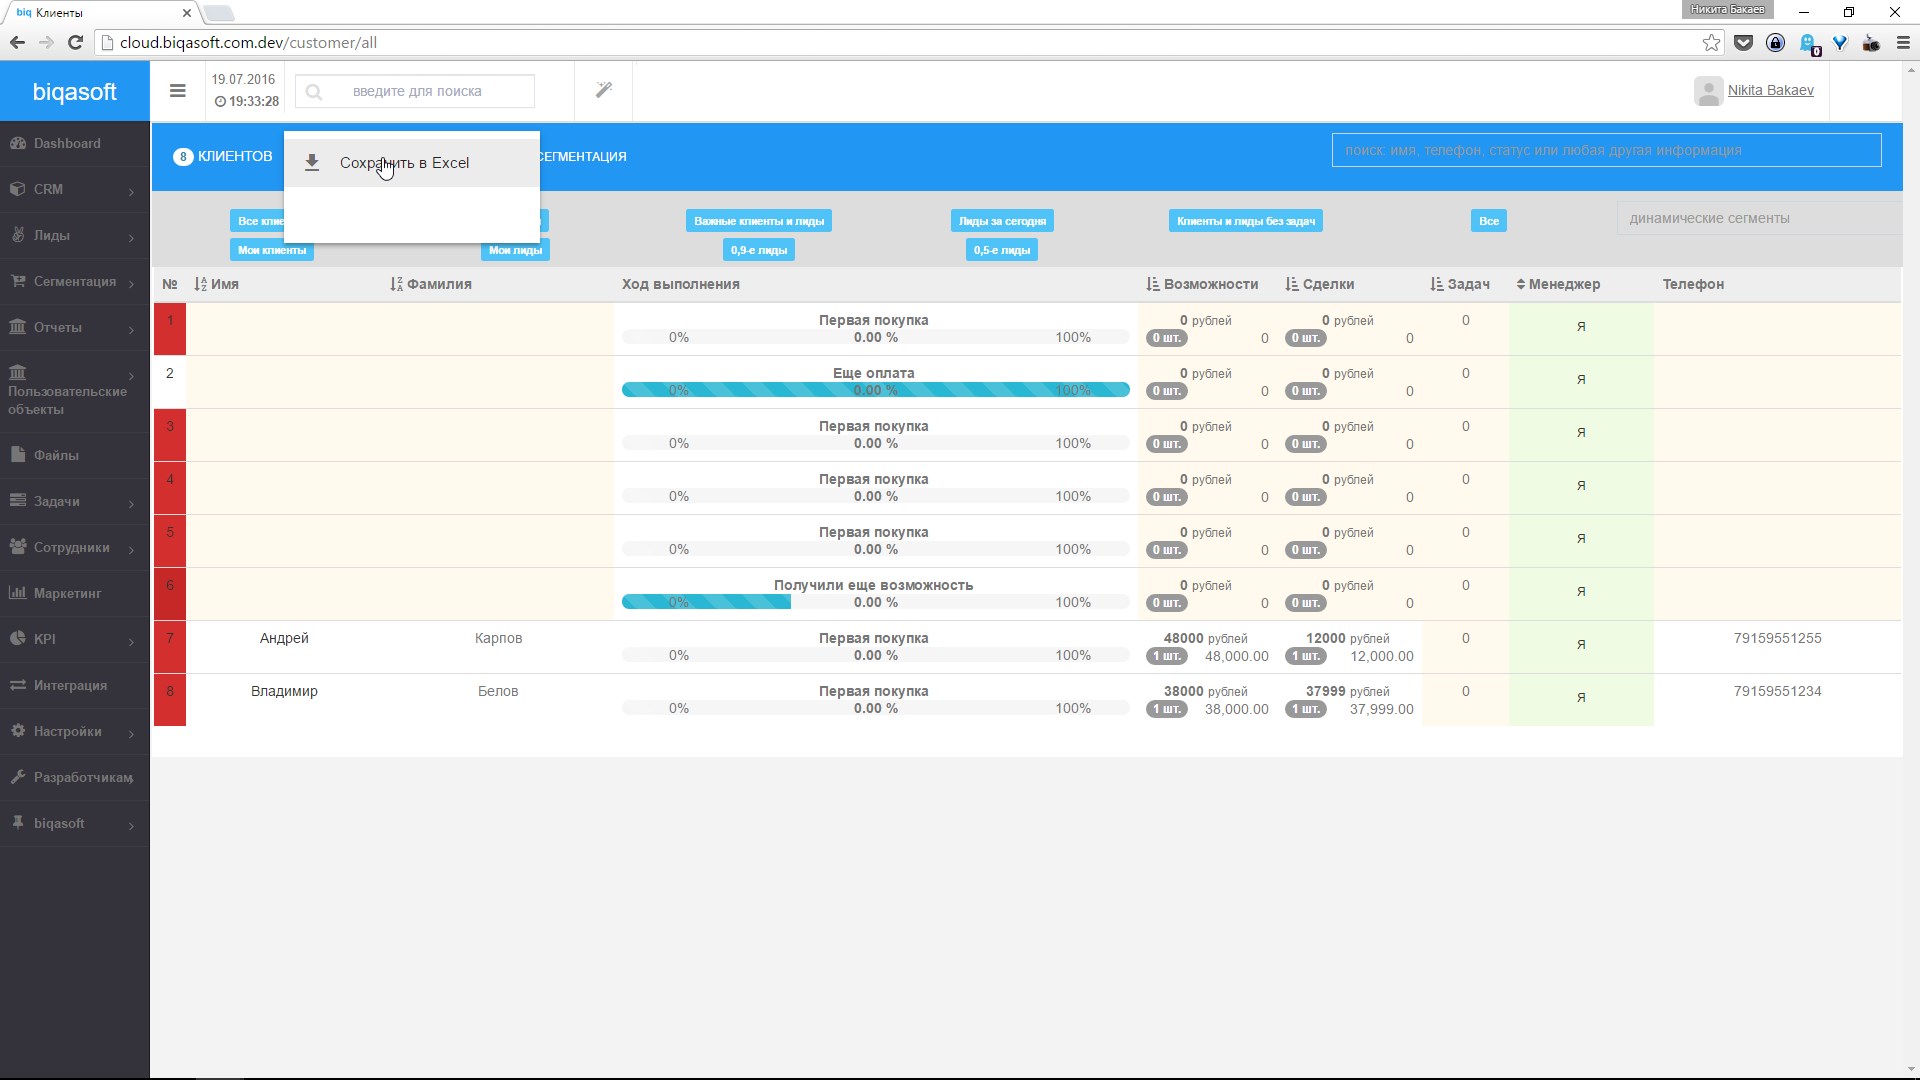 biq Клиенты
Никита Бакаев
cloud.biqasoft.com.dev/customer/all
biqasoft
19.07.2016
19:33:28
введите для поиска
Nikita Bakaev
Dashboard
CRM
Лиды
Сегментация
Отчеты
Пользовательские
объекты
Файлы
Задачи
Сотрудники
Маркетинг
KPI
Интеграция
Настройки
Разработчикам
biqasoft
8 КЛИЕНТОВ
Сохранить в Excel
СЕГМЕНТАЦИЯ
поиск: имя, телефон, статус или любая другая информация
Все
Важные клиенты и лиды
Лиды за сегодня
Клиенты и лиды без задач
Все
динамические сегменты
Мои клиенты
Мои лиды
0,9-е лиды
0,5-е лиды
№ Имя Фамилия Ход выполнения Возможности Сделки Задач Менеджер Телефон
1 Первая покупка 0 рублей 0 рублей 0 Я
0% 0.00 % 100% 0 шт. 0 0 шт. 0
2 Еще оплата 0 рублей 0 рублей 0 Я
0% 0.00 % 100% 0 шт. 0 0 шт. 0
3 Первая покупка 0 рублей 0 рублей 0 Я
0% 0.00 % 100% 0 шт. 0 0 шт. 0
4 Первая покупка 0 рублей 0 рублей 0 Я
0% 0.00 % 100% 0 шт. 0 0 шт. 0
5 Первая покупка 0 рублей 0 рублей 0 Я
0% 0.00 % 100% 0 шт. 0 0 шт. 0
6 Получили еще возможность 0 рублей 0 рублей 0 Я
0% 0.00 % 100% 0 шт. 0 0 шт. 0
7 Андрей Карпов Первая покупка 48000 рублей 12000 рублей 0 Я 79159551255
0% 0.00 % 100% 1 шт. 48,000.00 1 шт. 12,000.00
8 Владимир Белов Первая покупка 38000 рублей 37999 рублей 0 Я 79159551234
0% 0.00 % 100% 1 шт. 38,000.00 1 шт. 37,999.00